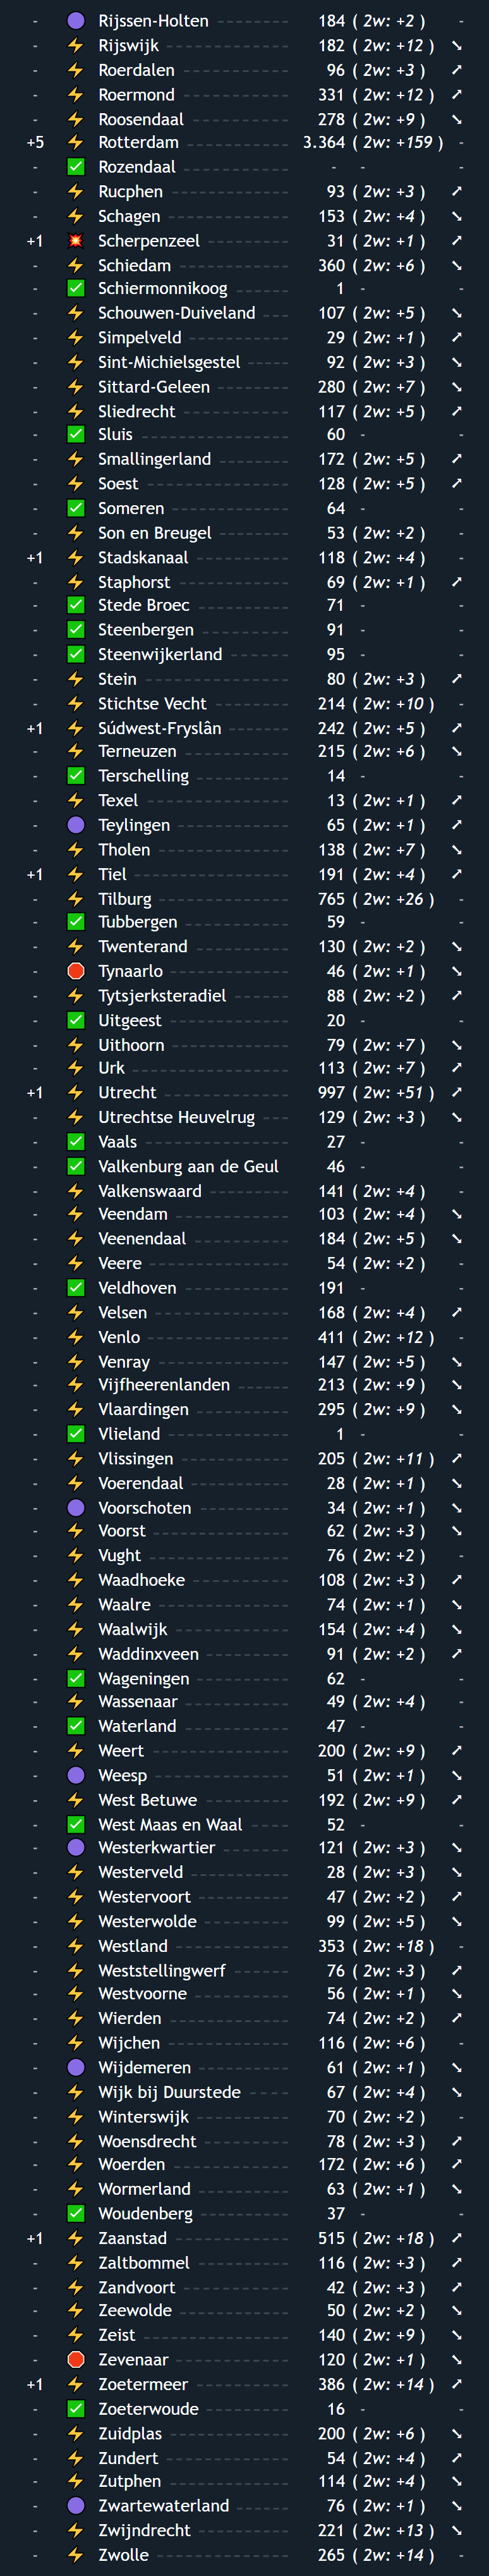 - Rijssen-Holten 184 ( 2w: +2 ) -
- Rijswijk 182 ( 2w: +12 ) ↘
- Roerdalen 96 ( 2w: +3 ) ↗
- Roermond 331 ( 2w: +12 ) ↗
- Roosendaal 278 ( 2w: +9 ) ↘
+5 Rotterdam 3.364 ( 2w: +159 ) -
- Rozendaal - - -
- Rucphen 93 ( 2w: +3 ) ↗
- Schagen 153 ( 2w: +4 ) ↘
+1 Scherpenzeel 31 ( 2w: +1 ) ↗
- Schiedam 360 ( 2w: +6 ) ↘
- Schiermonnikoog 1 - -
- Schouwen-Duiveland 107 ( 2w: +5 ) ↘
- Simpelveld 29 ( 2w: +1 ) ↗
- Sint-Michielsgestel 92 ( 2w: +3 ) ↘
- Sittard-Geleen 280 ( 2w: +7 ) ↘
- Sliedrecht 117 ( 2w: +5 ) ↗
- Sluis 60 - -
- Smallingerland 172 ( 2w: +5 ) ↗
- Soest 128 ( 2w: +5 ) ↗
- Someren 64 - -
- Son en Breugel 53 ( 2w: +2 ) -
+1 Stadskanaal 118 ( 2w: +4 ) -
- Staphorst 69 ( 2w: +1 ) ↗
- Stede Broec 71 - -
- Steenbergen 91 - -
- Steenwijkerland 95 - -
- Stein 80 ( 2w: +3 ) ↗
- Stichtse Vecht 214 ( 2w: +10 ) -
+1 Súdwest-Fryslân 242 ( 2w: +5 ) ↗
- Terneuzen 215 ( 2w: +6 ) ↘
- Terschelling 14 - -
- Texel 13 ( 2w: +1 ) ↗
- Teylingen 65 ( 2w: +1 ) ↗
- Tholen 138 ( 2w: +7 ) ↘
+1 Tiel 191 ( 2w: +4 ) ↗
- Tilburg 765 ( 2w: +26 ) -
- Tubbergen 59 - -
- Twenterand 130 ( 2w: +2 ) ↘
- Tynaarlo 46 ( 2w: +1 ) ↘
- Tytsjerksteradiel 88 ( 2w: +2 ) ↗
- Uitgeest 20 - -
- Uithoorn 79 ( 2w: +7 ) ↘
- Urk 113 ( 2w: +7 ) ↗
+1 Utrecht 997 ( 2w: +51 ) ↗
- Utrechtse Heuvelrug 129 ( 2w: +3 ) ↘
- Vaals 27 - -
- Valkenburg aan de Geul 46 - -
- Valkenswaard 141 ( 2w: +4 ) -
- Veendam 103 ( 2w: +4 ) ↘
- Veenendaal 184 ( 2w: +5 ) ↘
- Veere 54 ( 2w: +2 ) -
- Veldhoven 191 - -
- Velsen 168 ( 2w: +4 ) ↗
- Venlo 411 ( 2w: +12 ) -
- Venray 147 ( 2w: +5 ) ↘
- Vijfheerenlanden 213 ( 2w: +9 ) ↘
- Vlaardingen 295 ( 2w: +9 ) ↘
- Vlieland 1 - -
- Vlissingen 205 ( 2w: +11 ) ↗
- Voerendaal 28 ( 2w: +1 ) ↘
- Voorschoten 34 ( 2w: +1 ) ↘
- Voorst 62 ( 2w: +3 ) ↘
- Vught 76 ( 2w: +2 ) -
- Waadhoeke 108 ( 2w: +3 ) ↗
- Waalre 74 ( 2w: +1 ) ↘
- Waalwijk 154 ( 2w: +4 ) ↘
- Waddinxveen 91 ( 2w: +2 ) ↗
- Wageningen 62 - -
- Wassenaar 49 ( 2w: +4 ) -
- Waterland 47 - -
- Weert 200 ( 2w: +9 ) ↗
- Weesp 51 ( 2w: +1 ) ↘
- West Betuwe 192 ( 2w: +9 ) ↗
- West Maas en Waal 52 - -
- Westerkwartier 121 ( 2w: +3 ) ↘
- Westerveld 28 ( 2w: +3 ) ↘
- Westervoort 47 ( 2w: +2 ) ↗
- Westerwolde 99 ( 2w: +5 ) ↘
- Westland 353 ( 2w: +18 ) -
- Weststellingwerf 76 ( 2w: +3 ) ↗
- Westvoorne 56 ( 2w: +1 ) ↘
- Wierden 74 ( 2w: +2 ) ↗
- Wijchen 116 ( 2w: +6 ) -
- Wijdemeren 61 ( 2w: +1 ) ↘
- Wijk bij Duurstede 67 ( 2w: +4 ) ↘
- Winterswijk 70 ( 2w: +2 ) -
- Woensdrecht 78 ( 2w: +3 ) ↗
- Woerden 172 ( 2w: +6 ) ↗
- Wormerland 63 ( 2w: +1 ) ↘
- Woudenberg 37 - -
+1 Zaanstad 515 ( 2w: +18 ) ↗
- Zaltbommel 116 ( 2w: +3 ) ↗
- Zandvoort 42 ( 2w: +3 ) ↗
- Zeewolde 50 ( 2w: +2 ) ↘
- Zeist 140 ( 2w: +9 ) ↘
- Zevenaar 120 ( 2w: +1 ) ↘
+1 Zoetermeer 386 ( 2w: +14 ) ↗
- Zoeterwoude 16 - -
- Zuidplas 200 ( 2w: +6 ) ↘
- Zundert 54 ( 2w: +4 ) ↗
- Zutphen 114 ( 2w: +4 ) ↘
- Zwartewaterland 76 ( 2w: +1 ) ↘
- Zwijndrecht 221 ( 2w: +13 ) ↘
- Zwolle 265 ( 2w: +14 ) -